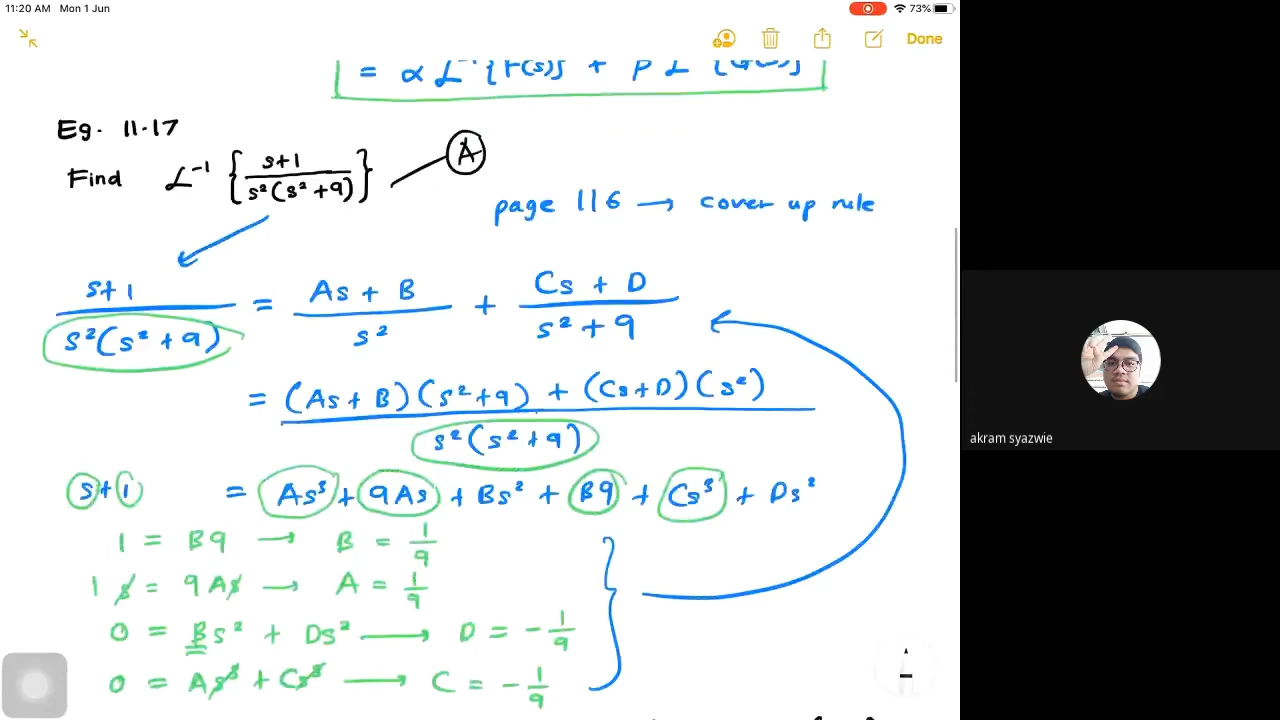 11:20 AM Mon 1 Jun
73%
Done
= α ℒ⁻¹ {F(s)} + β ℒ⁻¹ {G(s)}
Eg. 11.17
Find ℒ⁻¹ { s+1 / s²(s²+9) } A
page 116 → cover up rule
s+1 / s²(s²+9) = As + B / s² + Cs + D / s² + 9
= (As + B)(s²+9) + (Cs+D)(s²) / s²(s²+9)
s+1 = As³ + 9As + Bs² + B9 + Cs³ + Ds²
1 = B9 → B = 1/9
1 s = 9As → A = 1/9
0 = Bs² + Ds² → D = -1/9
0 = As³ + Cs³ → C = -1/9
akram syazwie